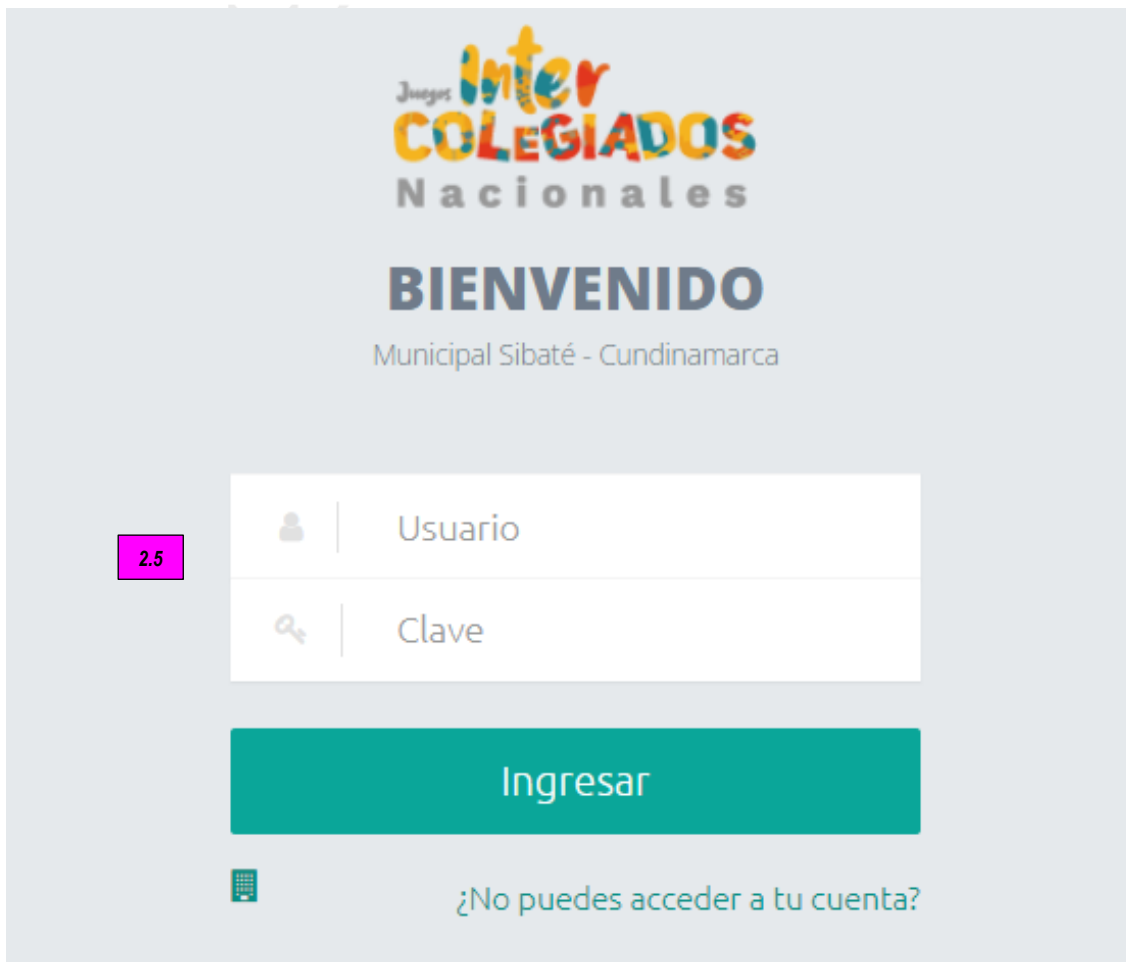 Juegos Inter
COLEGIADOS
Nacionales
BIENVENIDO
Municipal Sibaté - Cundinamarca
Usuario
2.5
Clave
Ingresar
¿No puedes acceder a tu cuenta?